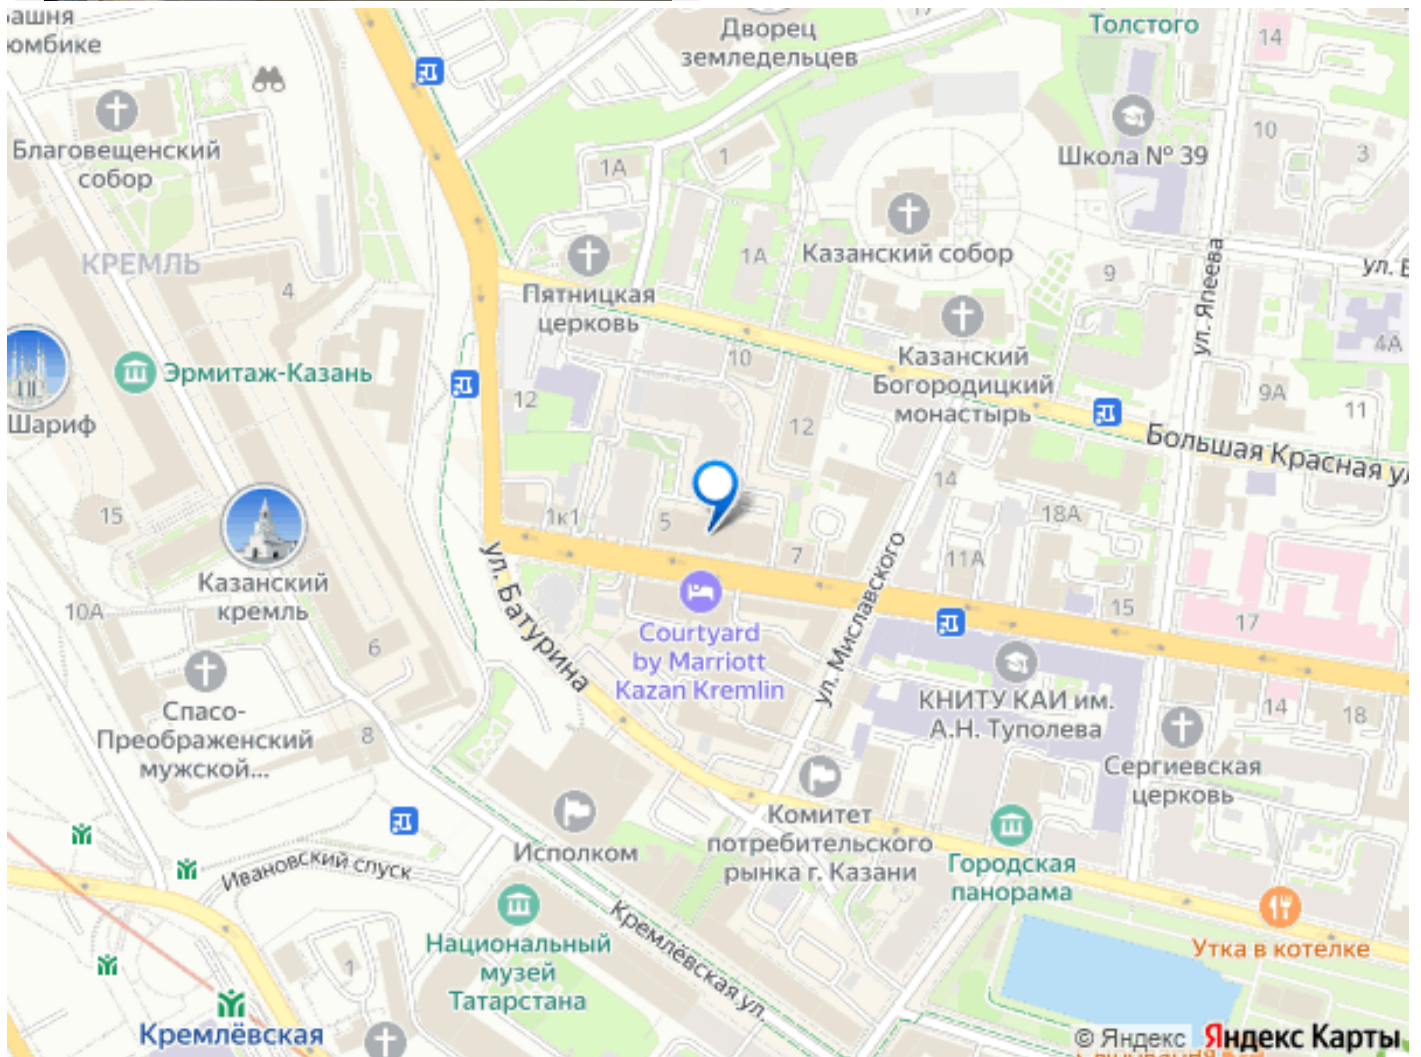 Дворец
земледельцев
Толстого
14
Благовещенский
собор
1А
1
Школа № 39
10
3
КРЕМЛЬ
4
Пятницкая
церковь
1А
Казанский собор
9
ул. Япеева
4А
Эрмитаж-Казань
10
Казанский
Богородицкий
монастырь
Шариф
12
12
9А
11
Большая Красная
14
15
1к1
5
18А
7
11А
Казанский
кремль
10А
ул. Батурина
ул. Миславского
15
17
6
Courtyard
by Marriott
Kazan Kremlin
КНИТУ КАИ им.
А.Н. Туполева
14
18
Спасо-
Преображенский
мужской...
8
Сергиевская
церковь
Исполком
Комитет
потребительского
рынка г. Казани
Городская
панорама
Ивановский спуск
Национальный
музей
Татарстана
Кремлёвская ул.
Утка в котелке
1
Кремлёвская
© Яндекс Яндекс Карты